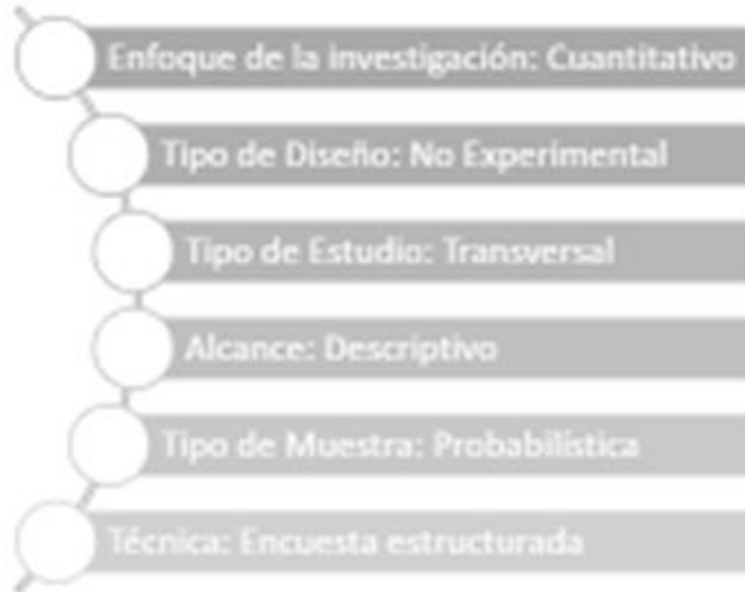 Enfoque de la investigación: Cuantitativo
Tipo de Diseño: No Experimental
Tipo de Estudio: Transversal
Alcance: Descriptivo
Tipo de Muestra: Probabilística
Técnica: Encuesta estructurada